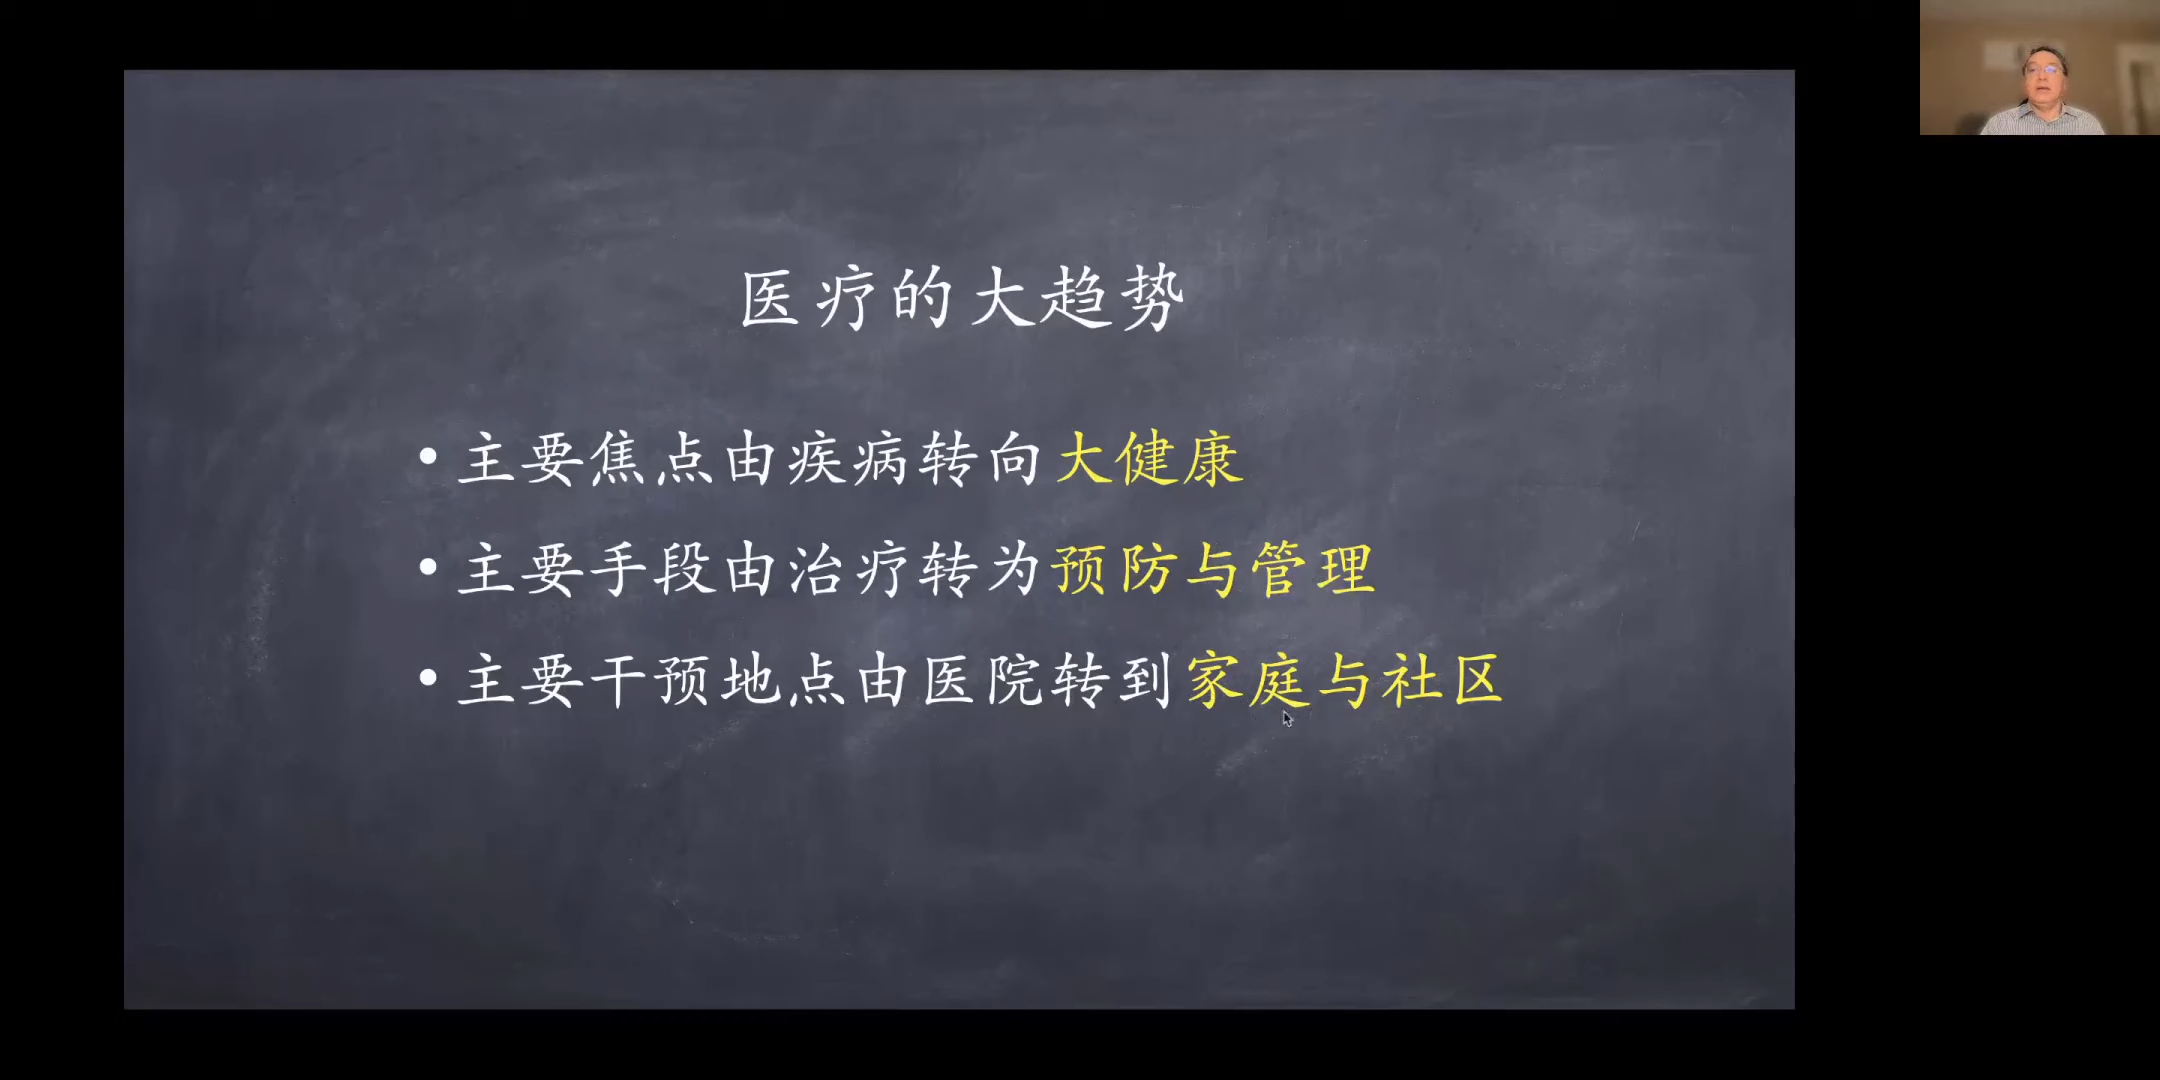 医疗的大趋势
• 主要焦点由疾病转向大健康
• 主要手段由治疗转为预防与管理
• 主要干预地点由医院转到家庭与社区